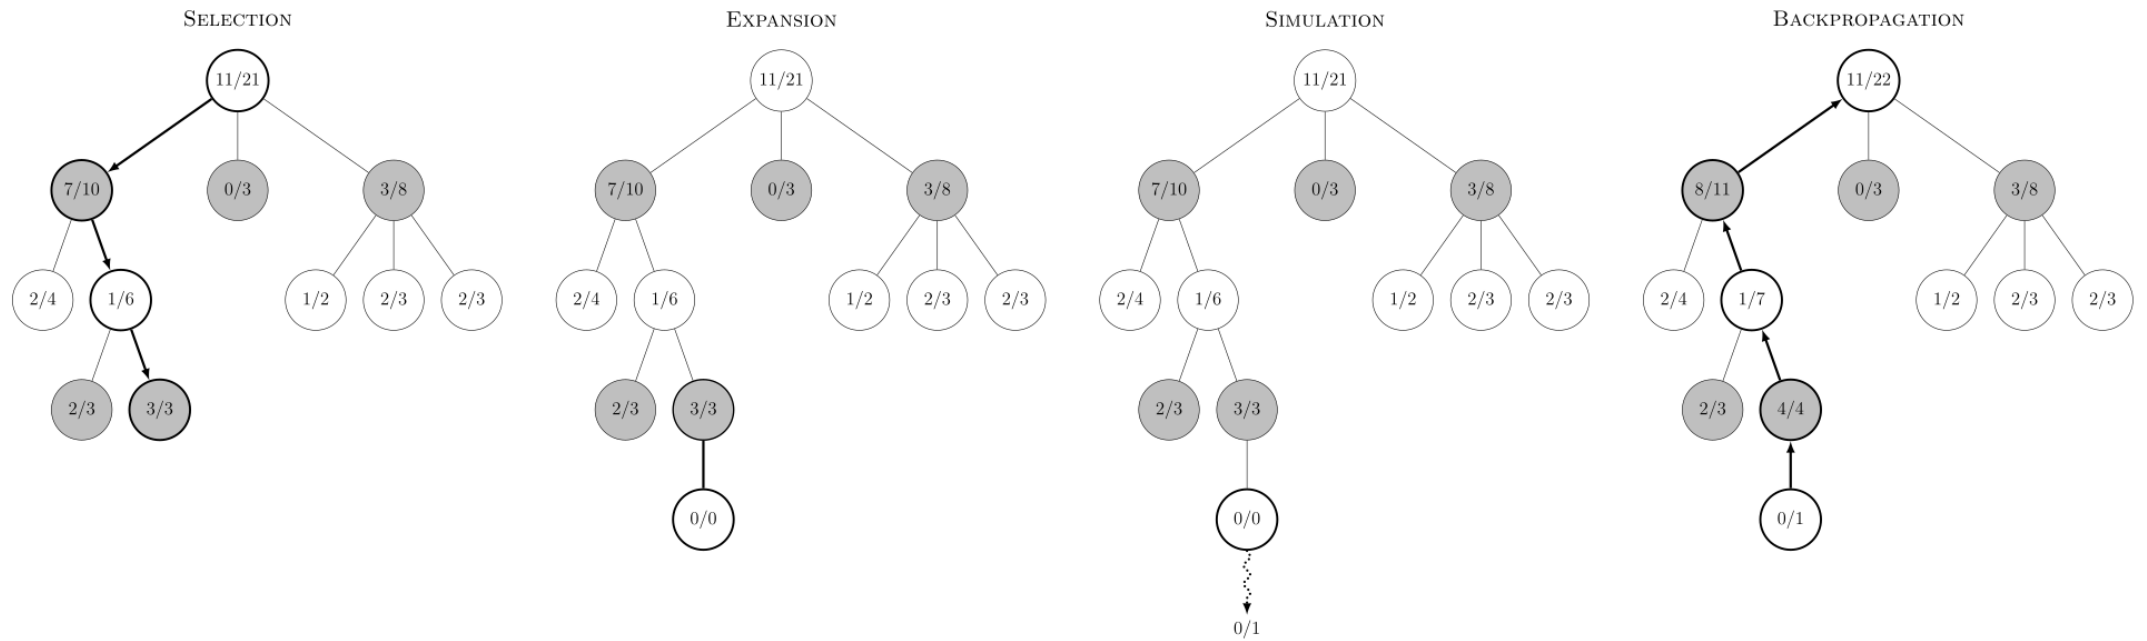 SELECTION
11/21
7/10 0/3 3/8
2/4 1/6 1/2 2/3 2/3
2/3 3/3
EXPANSION
11/21
7/10 0/3 3/8
2/4 1/6 1/2 2/3 2/3
2/3 3/3
0/0
SIMULATION
11/21
7/10 0/3 3/8
2/4 1/6 1/2 2/3 2/3
2/3 3/3
0/0
0/1
BACKPROPAGATION
11/22
8/11 0/3 3/8
2/4 1/7 1/2 2/3 2/3
2/3 4/4
0/1